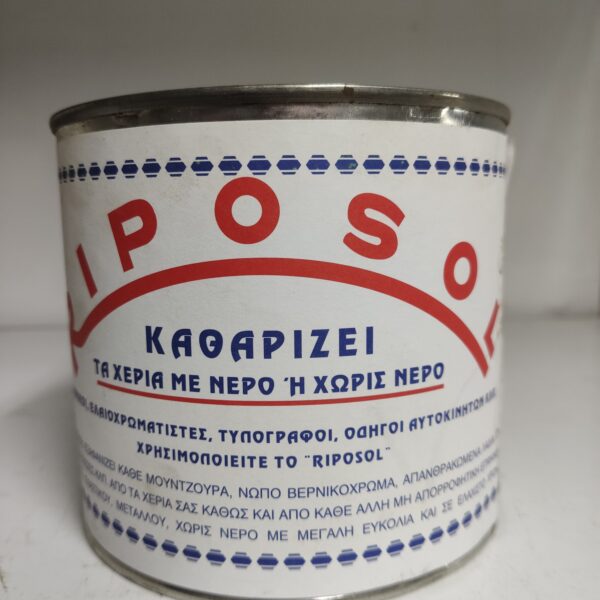 RIPOSOL
ΚΑΘΑΡΙΖΕΙ
ΤΑ ΧΕΡΙΑ ΜΕ ΝΕΡΟ Ή ΧΩΡΙΣ ΝΕΡΟ
ΕΛΑΙΟΧΡΩΜΑΤΙΣΤΕΣ, ΤΥΠΟΓΡΑΦΟΙ, ΟΔΗΓΟΙ ΑΥΤΟΚΙΝΗΤΩΝ
ΧΡΗΣΙΜΟΠΟΙΕΙΤΕ ΤΟ "RIPOSOL"
ΚΑΘΕ ΜΟΥΝΤΖΟΥΡΑ, ΝΩΠΟ ΒΕΡΝΙΚΟΧΡΩΜΑ, ΑΠΑΝΘΡΑΚΩΜΕΝΑ
ΑΠΟ ΤΑ ΧΕΡΙΑ ΣΑΣ ΚΑΘΩΣ ΚΑΙ ΑΠΟ ΚΑΘΕ ΑΛΛΗ ΜΗ ΑΠΟΡΡΟΦΗΤΙΚΗ
ΜΕΤΑΛΛΟΥ, ΧΩΡΙΣ ΝΕΡΟ ΜΕ ΜΕΓΑΛΗ ΕΥΚΟΛΙΑ ΚΑΙ ΣΕ